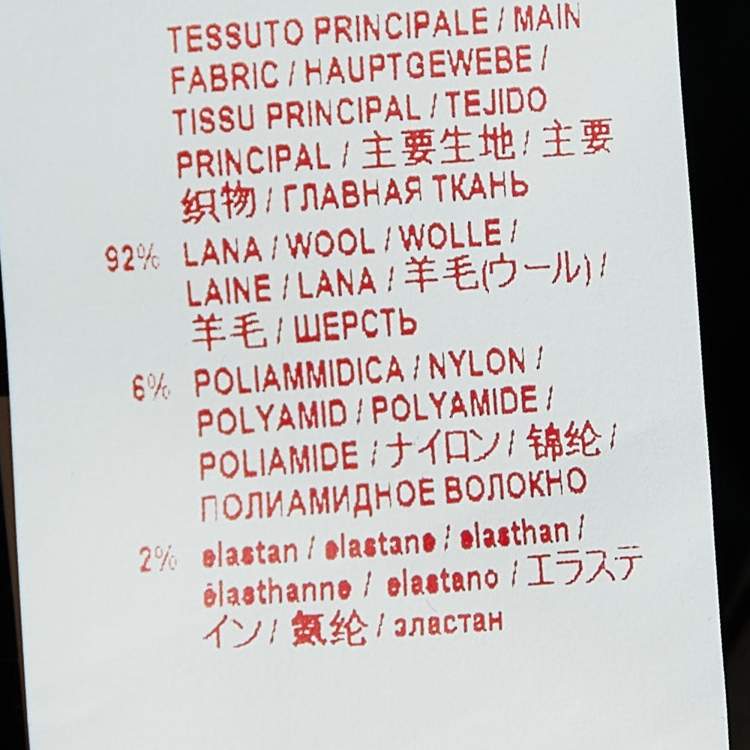 TESSUTO PRINCIPALE / MAIN
FABRIC / HAUPTGEWEBE /
TISSU PRINCIPAL / TEJIDO
PRINCIPAL / 主要生地 / 主要
织物 / ГЛАВНАЯ ТКАНЬ
92% LANA / WOOL / WOLLE /
LAINE / LANA / 羊毛(ウール) /
羊毛 / ШЕРСТЬ
6% POLIAMMIDICA / NYLON /
POLYAMID / POLYAMIDE /
POLIAMIDE / ナイロン / 锦纶 /
ПОЛИАМИДНОЕ ВОЛОКНО
2% elastan / elastane / elasthan /
élasthanne / elastano / エラステ
イン / 氨纶 / эластан